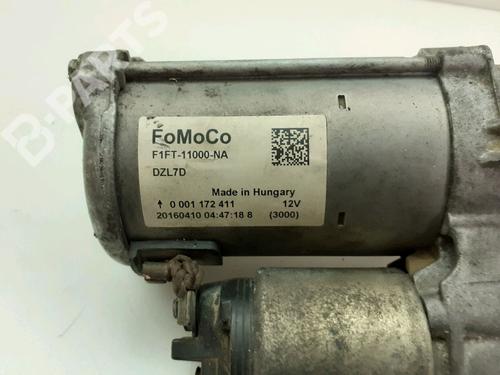 B-PARTS
FoMoCo
F1FT-11000-NA
DZL7D
Made in Hungary
↑ 0 001 172 411 12V
20160410 04:47:18 8 (3000)